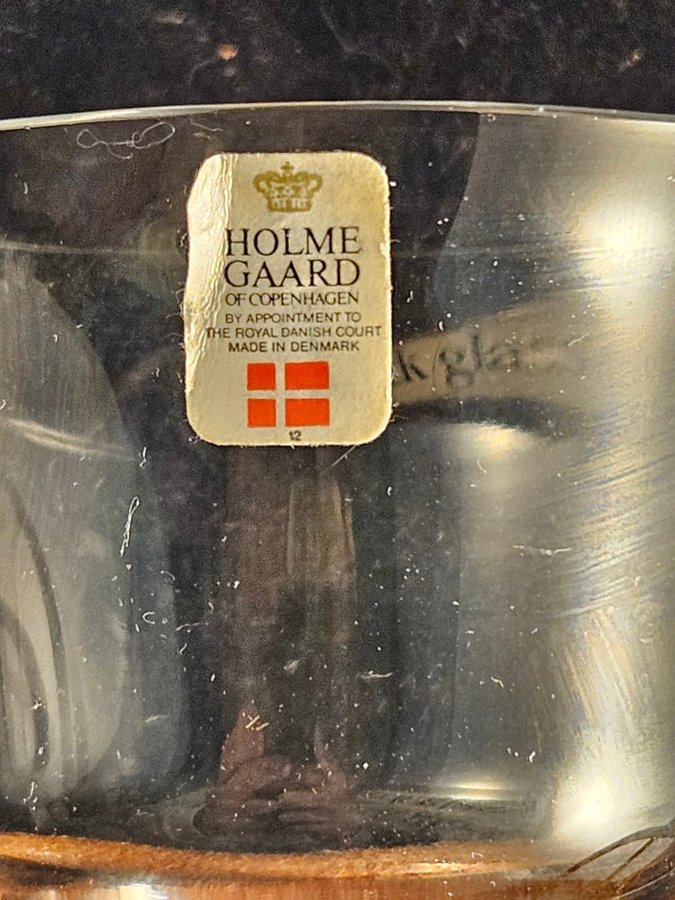 HOLME
GAARD
OF COPENHAGEN
BY APPOINTMENT TO
THE ROYAL DANISH COURT
MADE IN DENMARK
12